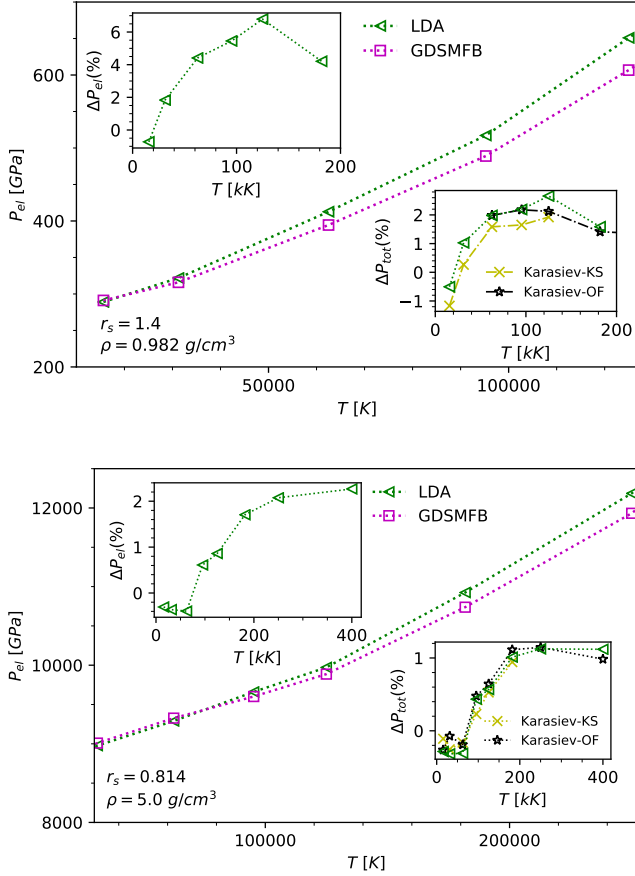 LDA
GDSMFB
ΔP_el(%)
6
4
2
0
0
100
200
T [kK]
P_el [GPa]
600
400
200
ΔP_tot(%)
2
1
0
−1
Karasiev-KS
Karasiev-OF
0
100
200
T [kK]
r_s = 1.4
ρ = 0.982 g/cm³
50000
100000
T [K]
LDA
GDSMFB
ΔP_el(%)
2
1
0
0
200
400
T [kK]
P_el [GPa]
12000
10000
8000
ΔP_tot(%)
1
0
Karasiev-KS
Karasiev-OF
0
200
400
T [kK]
r_s = 0.814
ρ = 5.0 g/cm³
100000
200000
T [K]